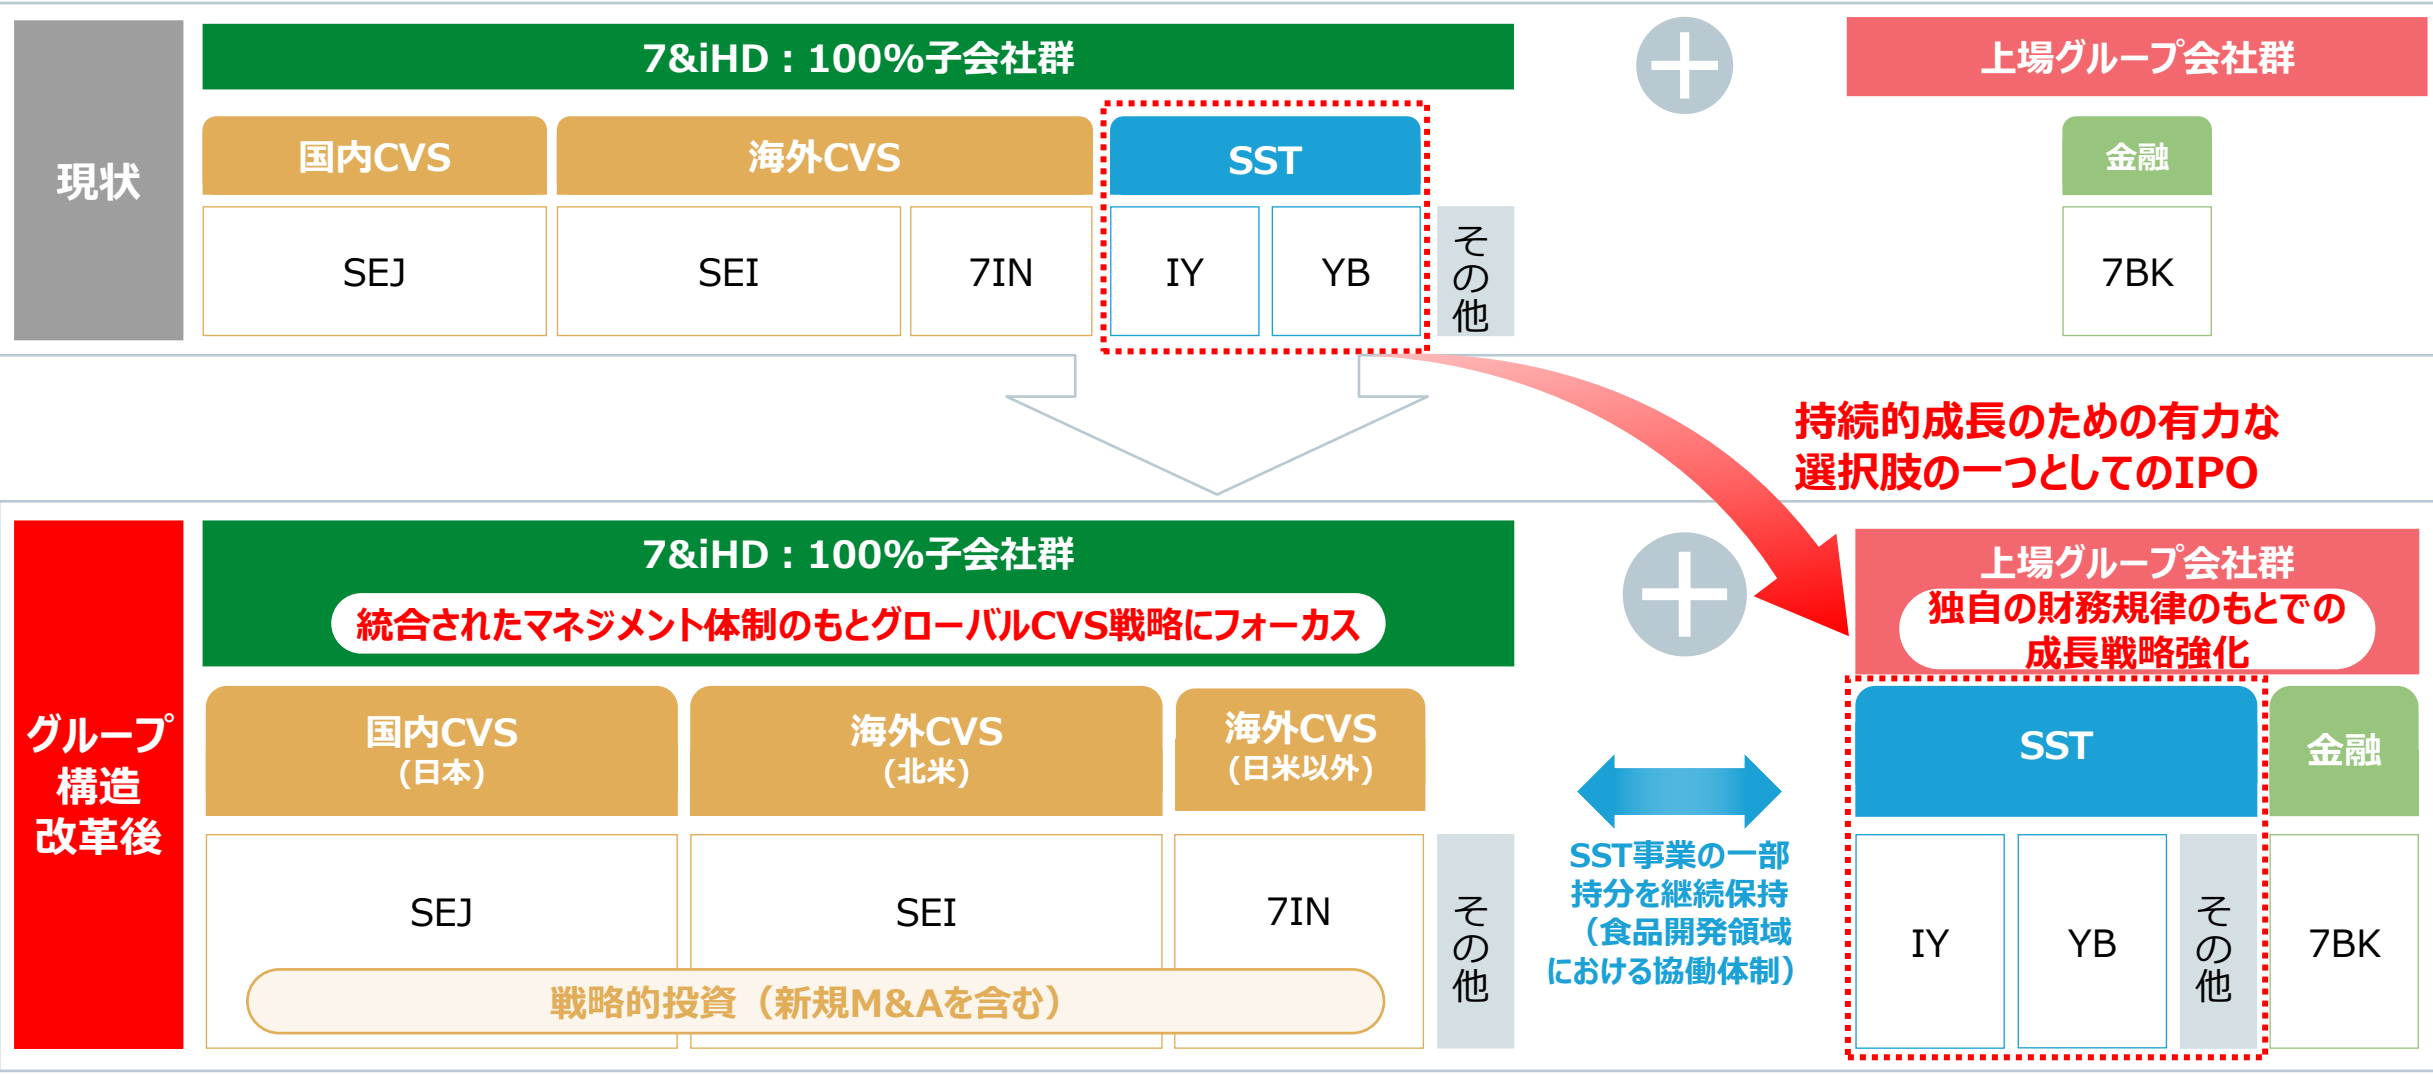 現状
7&iHD：100%子会社群
上場グループ会社群
国内CVS
海外CVS
SST
金融
SEJ
SEI
7IN
IY
YB
その他
7BK
持続的成長のための有力な
選択肢の一つとしてのIPO
グループ
構造
改革後
7&iHD：100%子会社群
統合されたマネジメント体制のもとグローバルCVS戦略にフォーカス
上場グループ会社群
独自の財務規律のもとでの
成長戦略強化
国内CVS
(日本)
海外CVS
(北米)
海外CVS
(日米以外)
SST
金融
SEJ
SEI
7IN
その他
戦略的投資（新規M&Aを含む）
SST事業の一部
持分を継続保持
（食品開発領域
における協働体制）
IY
YB
その他
7BK